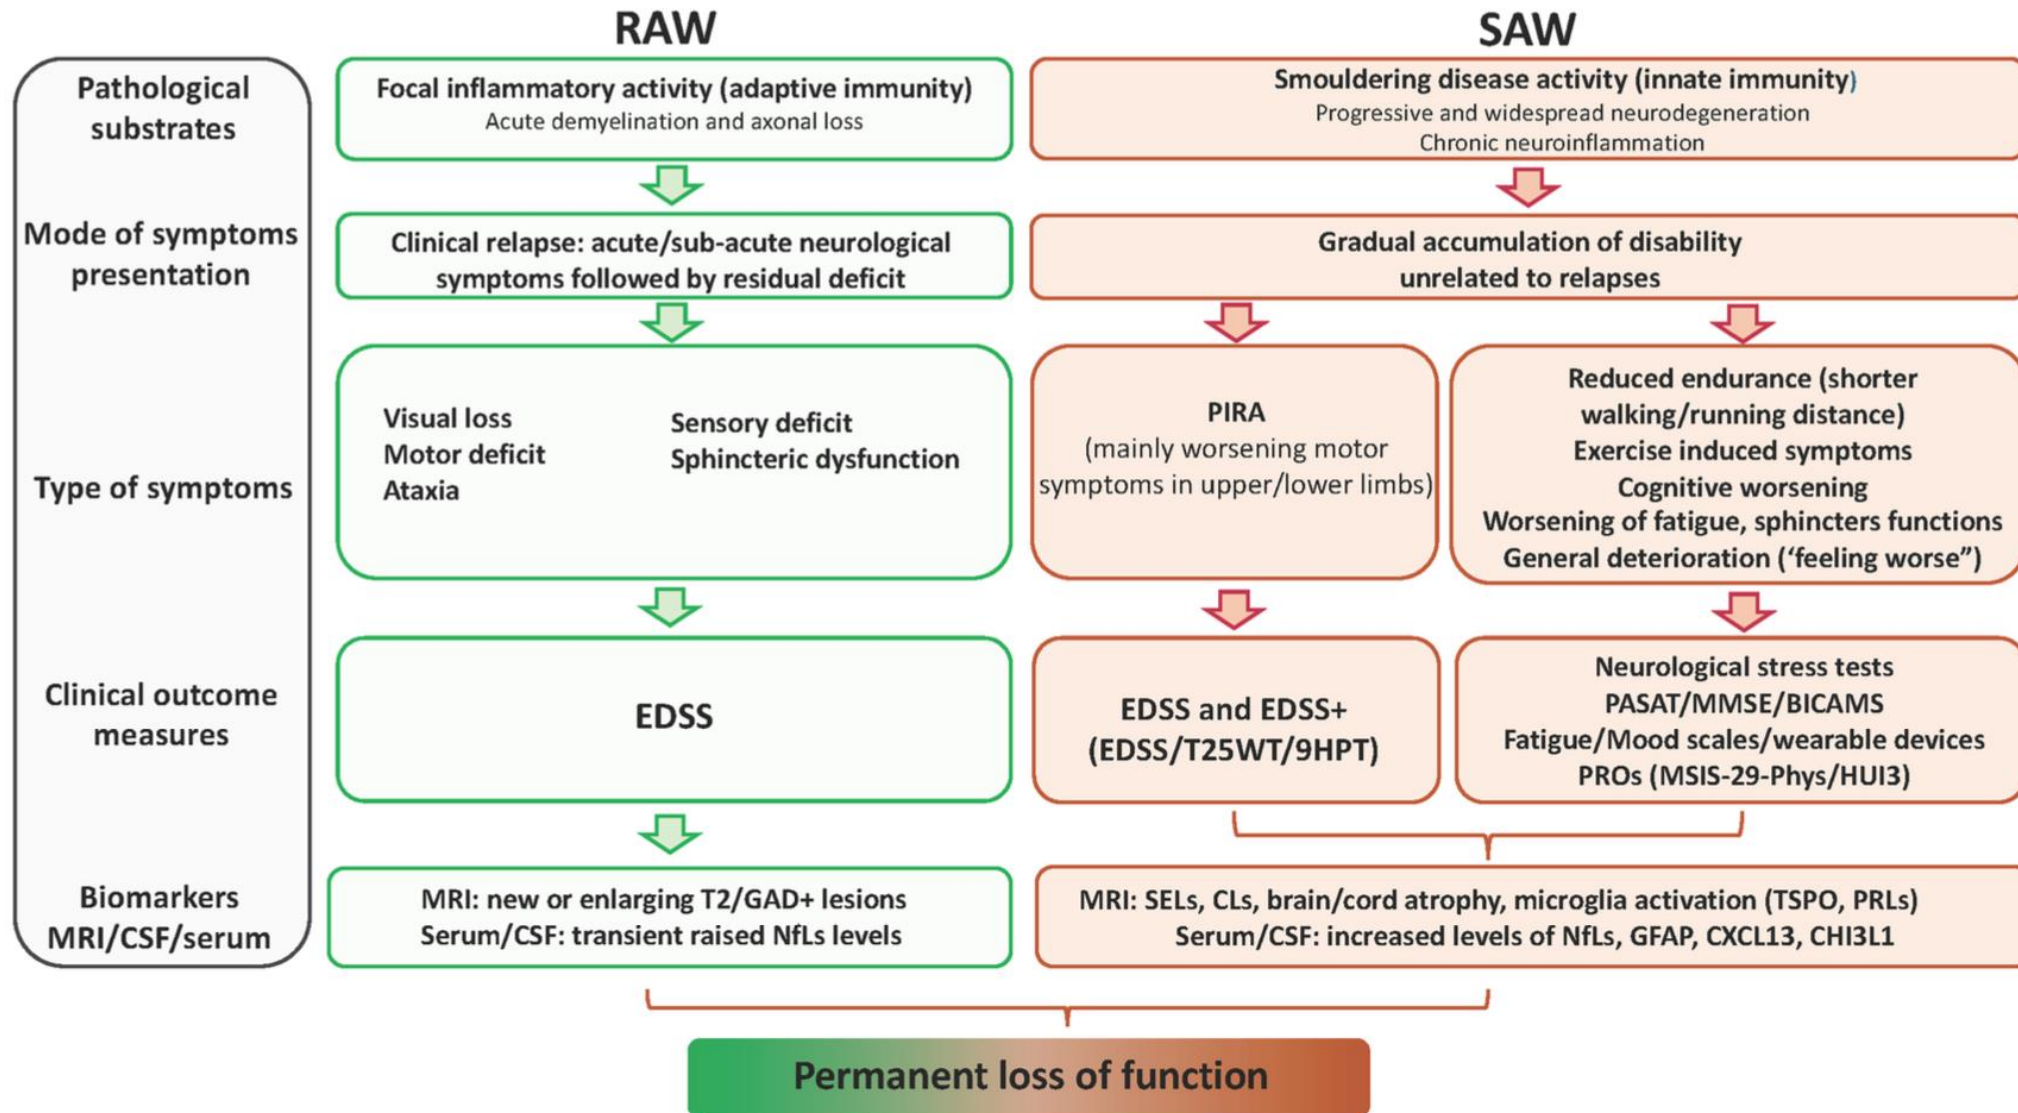 RAW
SAW
Pathological
substrates
Focal inflammatory activity (adaptive immunity)
Acute demyelination and axonal loss
Smouldering disease activity (innate immunity)
Progressive and widespread neurodegeneration
Chronic neuroinflammation
Mode of symptoms
presentation
Clinical relapse: acute/sub-acute neurological
symptoms followed by residual deficit
Gradual accumulation of disability
unrelated to relapses
Type of symptoms
Visual loss
Motor deficit
Ataxia
Sensory deficit
Sphincteric dysfunction
PIRA
(mainly worsening motor
symptoms in upper/lower limbs)
Reduced endurance (shorter
walking/running distance)
Exercise induced symptoms
Cognitive worsening
Worsening of fatigue, sphincters functions
General deterioration (‘feeling worse”)
Clinical outcome
measures
EDSS
EDSS and EDSS+
(EDSS/T25WT/9HPT)
Neurological stress tests
PASAT/MMSE/BICAMS
Fatigue/Mood scales/wearable devices
PROs (MSIS-29-Phys/HUI3)
Biomarkers
MRI/CSF/serum
MRI: new or enlarging T2/GAD+ lesions
Serum/CSF: transient raised NfLs levels
MRI: SELs, CLs, brain/cord atrophy, microglia activation (TSPO, PRLs)
Serum/CSF: increased levels of NfLs, GFAP, CXCL13, CHI3L1
Permanent loss of function